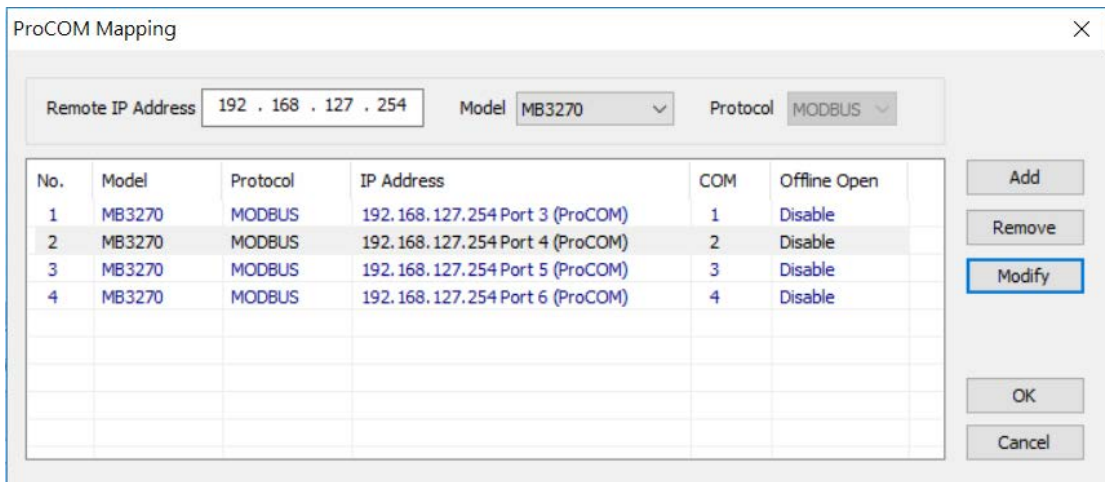 ProCOM Mapping
Remote IP Address 192 . 168 . 127 . 254 Model MB3270 Protocol MODBUS
No. Model Protocol IP Address COM Offline Open
1 MB3270 MODBUS 192.168.127.254 Port 3 (ProCOM) 1 Disable
2 MB3270 MODBUS 192.168.127.254 Port 4 (ProCOM) 2 Disable
3 MB3270 MODBUS 192.168.127.254 Port 5 (ProCOM) 3 Disable
4 MB3270 MODBUS 192.168.127.254 Port 6 (ProCOM) 4 Disable
Add
Remove
Modify
OK
Cancel